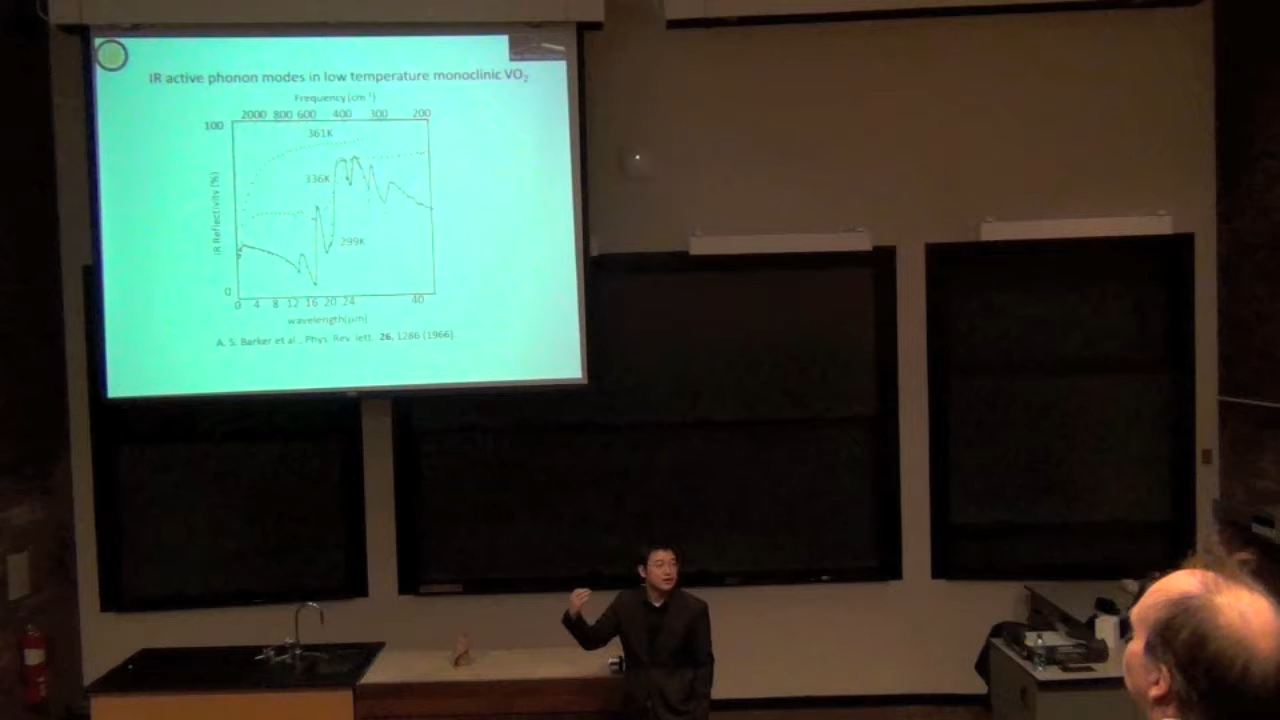 IR active phonon modes in low temperature monoclinic VO₂
Frequency (cm⁻¹)
2000 800 600 400 300 200
100
361K
336K
IR Reflectivity (%)
299K
0
0 4 8 12 16 20 24 40
wavelength(μm)
A. S. Barker et al., Phys. Rev. lett. 26, 1286 (1966)